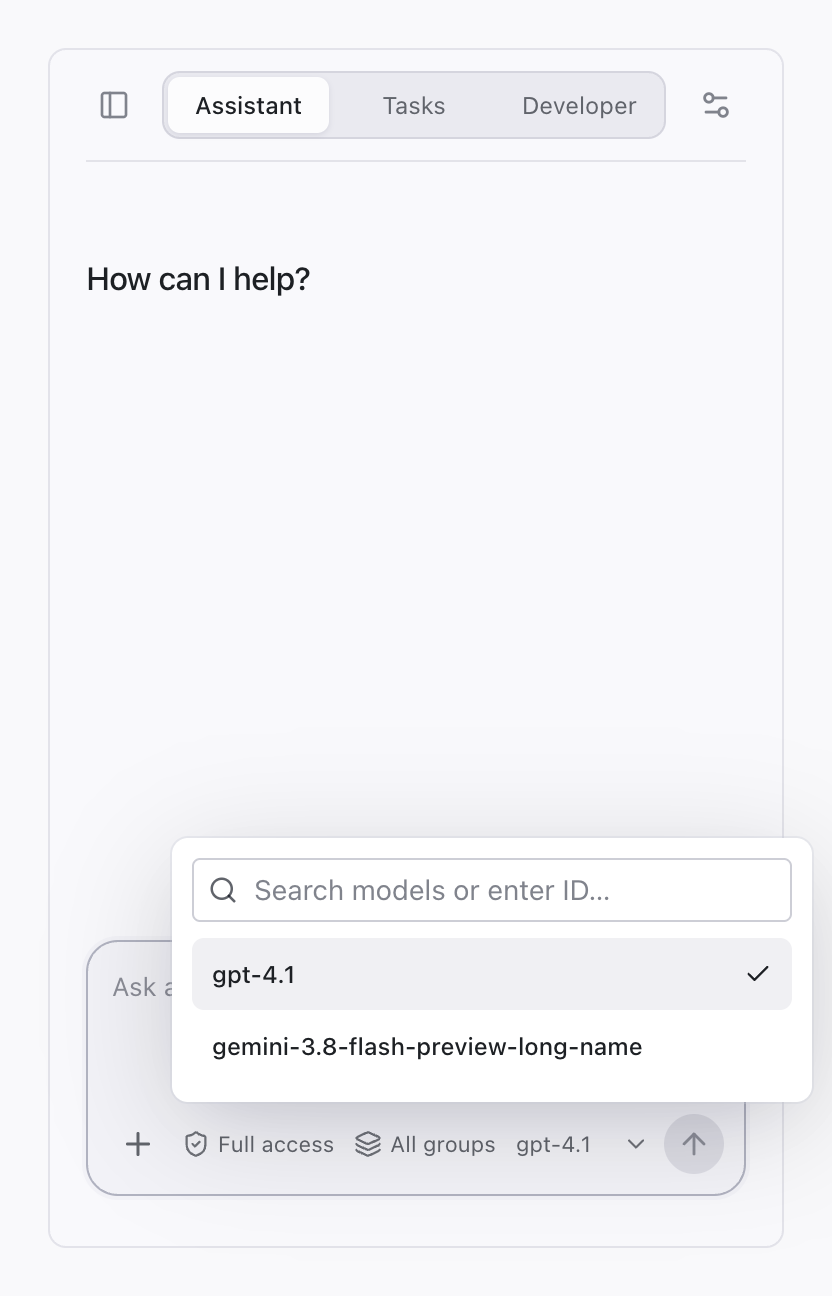 Assistant Tasks Developer
How can I help?
Search models or enter ID...
gpt-4.1
gemini-3.8-flash-preview-long-name
Ask
Full access All groups gpt-4.1